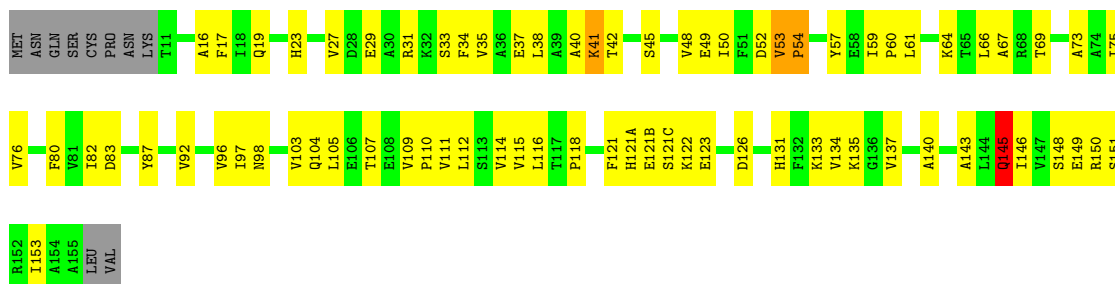 MET ASN GLN SER CYS PRO ASN LYS T11 A16 F17 I18 Q19 H23 V27 D28 E29 A30 R31 K32 S33 F34 V35 A36 E37 L38 A39 A40 K41 T42 S45 V48 E49 I50 F51 D52 V53 P54 Y57 E58 I59 P60 L61 K64 T65 L66 A67 R68 T69 A73 A74 I75
V76 F80 V81 I82 D83 Y87 V92 V96 I97 N98 V103 Q104 L105 E106 T107 E108 V109 P110 V111 L112 S113 V114 V115 L116 T117 P118 F121 H121A E121B S121C K122 E123 D126 H131 F132 K133 V134 K135 G136 V137 A140 A143 L144 Q145 I146 V147 S148 E149 R150 S151
R152 I153 A154 A155 LEU VAL